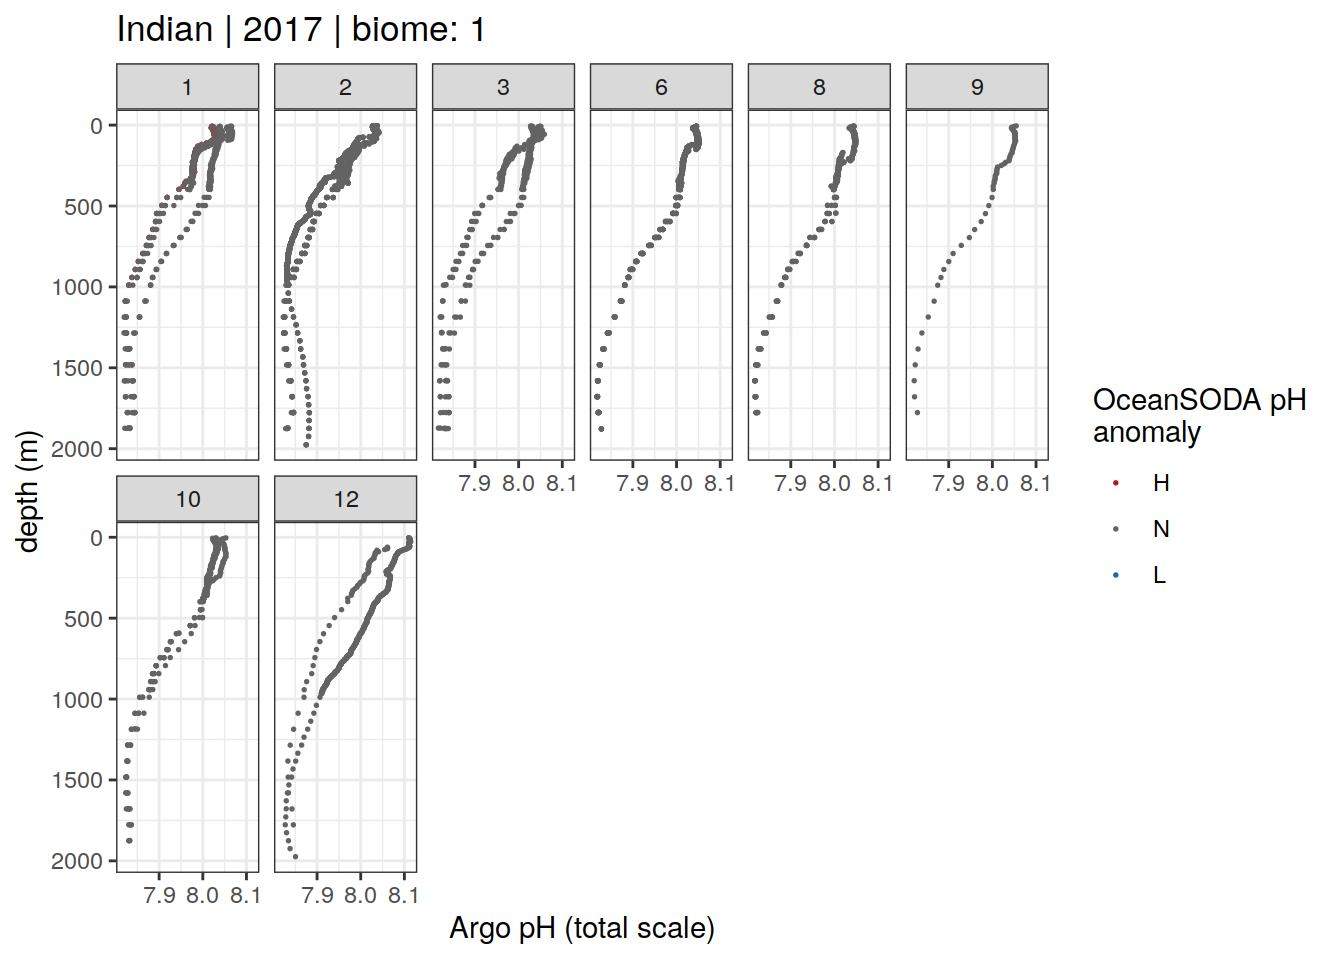 Indian | 2017 | biome: 1
1 2 3 6 8 9
0
500
1000
1500
2000
7.9 8.0 8.1 7.9 8.0 8.1 7.9 8.0 8.1 7.9 8.0 8.1
10 12
0
500
1000
1500
2000
7.9 8.0 8.1 7.9 8.0 8.1
depth (m)
Argo pH (total scale)
OceanSODA pH
anomaly
H
N
L